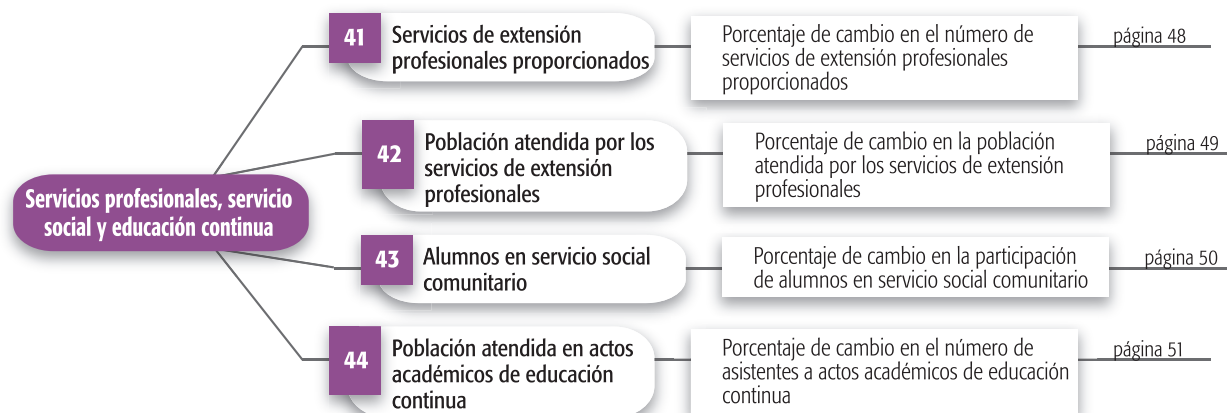 41
Servicios de extensión
profesionales proporcionados
Porcentaje de cambio en el número de
servicios de extensión profesionales
proporcionados
página 48
42
Población atendida por los
servicios de extensión
profesionales
Porcentaje de cambio en la población
atendida por los servicios de extensión
profesionales
página 49
Servicios profesionales, servicio
social y educación continua
43
Alumnos en servicio social
comunitario
Porcentaje de cambio en la participación
de alumnos en servicio social comunitario
página 50
44
Población atendida en actos
académicos de educación
continua
Porcentaje de cambio en el número de
asistentes a actos académicos de educación
continua
página 51